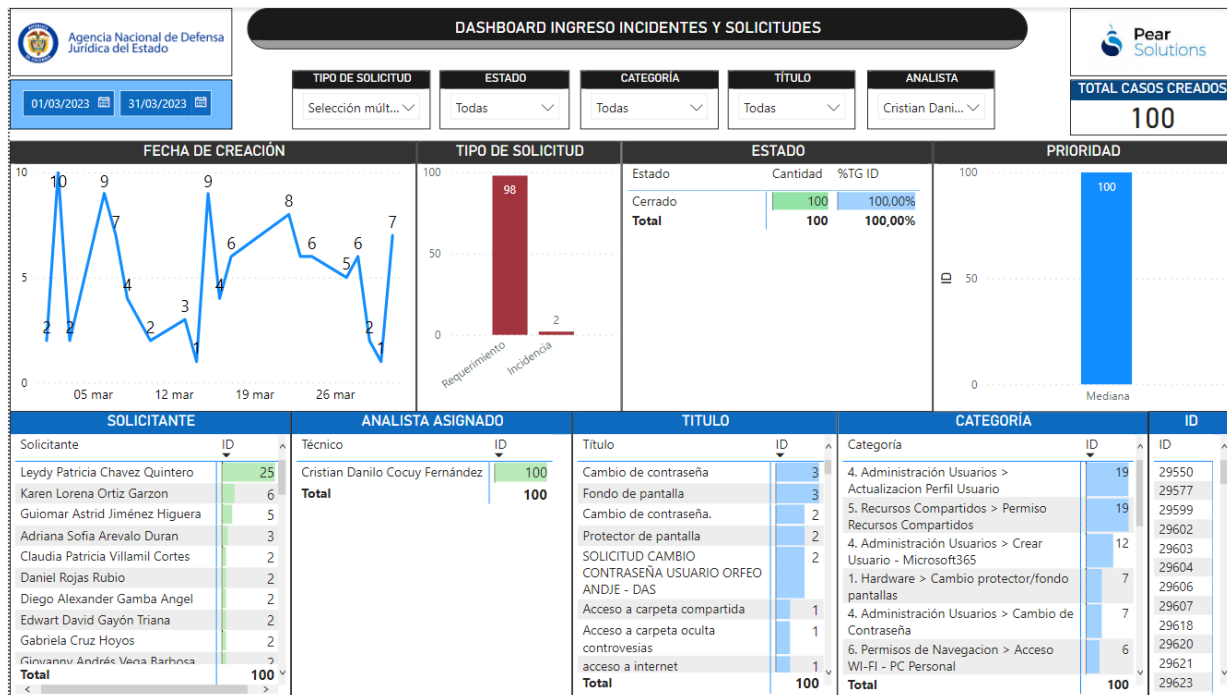 Agencia Nacional de Defensa
Jurídica del Estado
DASHBOARD INGRESO INCIDENTES Y SOLICITUDES
Pear
Solutions
01/03/2023
31/03/2023
TIPO DE SOLICITUD
Selección múlt...
ESTADO
Todas
CATEGORÍA
Todas
TÍTULO
Todas
ANALISTA
Cristian Dani...
TOTAL CASOS CREADOS
100
FECHA DE CREACIÓN
10
5
0
2
10
2
9
7
4
2
3
1
9
4
6
8
6
5
6
2
1
7
05 mar
12 mar
19 mar
26 mar
TIPO DE SOLICITUD
100
50
0
98
2
Requerimiento
Incidencia
ESTADO
Estado Cantidad %TG ID
Cerrado 100 100,00%
Total 100 100,00%
PRIORIDAD
ID
100
50
0
100
Mediana
SOLICITANTE
Solicitante ID
Leydy Patricia Chavez Quintero 25
Karen Lorena Ortiz Garzon 6
Guiomar Astrid Jiménez Higuera 5
Adriana Sofia Arevalo Duran 3
Claudia Patricia Villamil Cortes 2
Daniel Rojas Rubio 2
Diego Alexander Gamba Angel 2
Edwart David Gayón Triana 2
Gabriela Cruz Hoyos 2
Giovanny Andrés Vega Barbosa 2
Total 100
ANALISTA ASIGNADO
Técnico ID
Cristian Danilo Cocuy Fernández 100
Total 100
TITULO
Título ID
Cambio de contraseña 3
Fondo de pantalla 3
Cambio de contraseña. 2
Protector de pantalla 2
SOLICITUD CAMBIO 2
CONTRASEÑA USUARIO ORFEO
ANDJE - DAS
Acceso a carpeta compartida 1
Acceso a carpeta oculta 1
controvesias
acceso a internet 1
Total 100
CATEGORÍA
Categoría ID
4. Administración Usuarios > 19
Actualizacion Perfil Usuario
5. Recursos Compartidos > Permiso 19
Recursos Compartidos
4. Administración Usuarios > Crear 12
Usuario - Microsoft365
1. Hardware > Cambio protector/fondo 7
pantallas
4. Administración Usuarios > Cambio de 7
Contraseña
6. Permisos de Navegacion > Acceso 6
WI-FI - PC Personal
Total 100
ID
ID
29550
29577
29599
29602
29603
29604
29606
29607
29618
29620
29621
29623